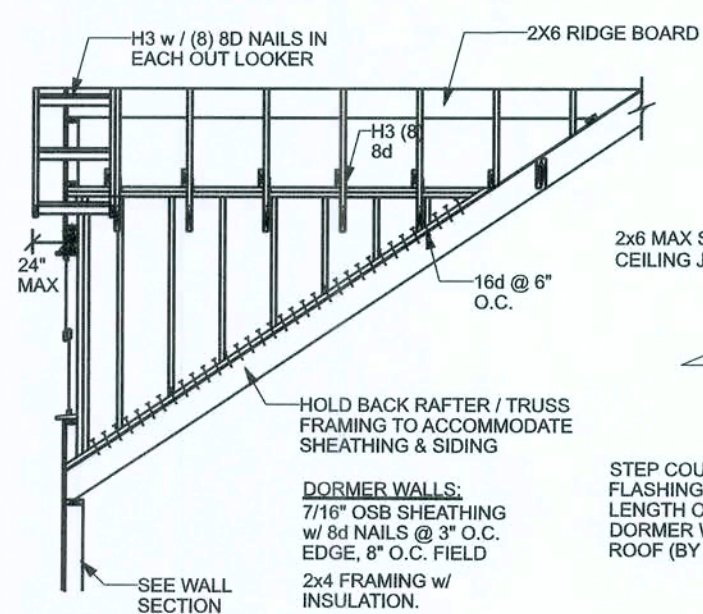 H3 w / (8) 8D NAILS IN
EACH OUT LOOKER
2X6 RIDGE BOARD
H3 (8)
8d
24"
MAX
2x6 MAX S
CEILING J
16d @ 6"
O.C.
HOLD BACK RAFTER / TRUSS
FRAMING TO ACCOMMODATE
SHEATHING & SIDING
DORMER WALLS:
7/16" OSB SHEATHING
w/ 8d NAILS @ 3" O.C.
EDGE, 8" O.C. FIELD
2x4 FRAMING w/
INSULATION.
STEP COU
FLASHING
LENGTH O
DORMER W
ROOF (BY
SEE WALL
SECTION